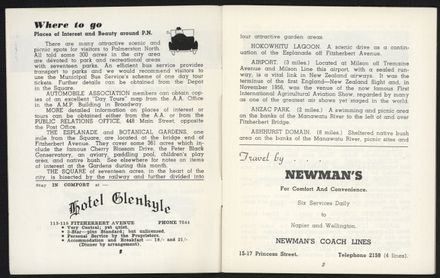 Where to go
Places of Interest and Beauty around P.N.
There are many attractive scenic and
picnic spots for visitors to Palmerston North.
All told some 300 acres in the city area
are devoted to park and recreational areas
with seventeen parks. An efficient bus service provides
transport to parks and we would recommend visitors to
use the Municipal Bus Service's scheme of one day tour
tickets. Further details can be obtained from the Depot
in the Square.
AUTOMOBILE ASSOCIATION members can obtain cop-
ies of an excellent "Day Tours" map from the A.A. Office
in the A.M.P. Building in Broadway.
MORE detailed information on places of interest or
tours can be obtained either from the A.A. or from the
PUBLIC RELATIONS OFFICE, 468 Main Street, opposite
the Post Office.
THE ESPLANADE and BOTANICAL GARDENS, one
mile from the Square, are located at the bridge end of
Fitzherbert Avenue. They cover some 361 acres which in-
clude the famous Cherry Blossom Drive, the Peter Black
Conservatory, an aviary, paddling pool, children's play
area, and native bush. See elsewhere for notes on items
of interest at the Gardens during this month.
THE SQUARE of seventeen acres, in the heart of the
city, is bisected by the railway and further divided into
Stay IN COMFORT at —
Hotel Glenkyle
113-115 FITZHERBERT AVENUE PHONE 7044
Very Central; yet quiet.
5-Star—pius Standard; but unlicensed.
Personal Service by the Proprietors.
Accommodation and Breakfast —
(Dinner by arrangement).
2
four attractive garden areas.
HOKOWHITU LAGOON. A scenic drive as a contin-
uation of the Esplanade off Fitzherbert Avenue.
AIRPORT. (3 miles.) Located at Milson off Tremaine
Avenue and Milson Line this airport, with a sealed run-
way, is a vital link in New Zealand airways. It was the
terminus of the first England—New Zealand flight and, in
November 1956, was the venue of the now famous First
International Agricultural Aviation Show, regarded by many
as one of the greatest air shows yet staged in the world.
ANZAC PARK. (3 miles.) A swimming and picnic area
on the banks of the Manawatu River to the left of and over
Fitzherbert Bridge.
ASHHURST DOMAIN. (8 miles.) Sheltered native bush
area on the banks of the Manawatu River, picnic sites and
Travel by . . . .
NEWMAN'S
For Comfort And Convenience.
Six Services Daily
to
Napier and Wellington.
NEWMAN'S COACH LINES
15-17 Princess Street. Telephone 2158 (4 lines).
3